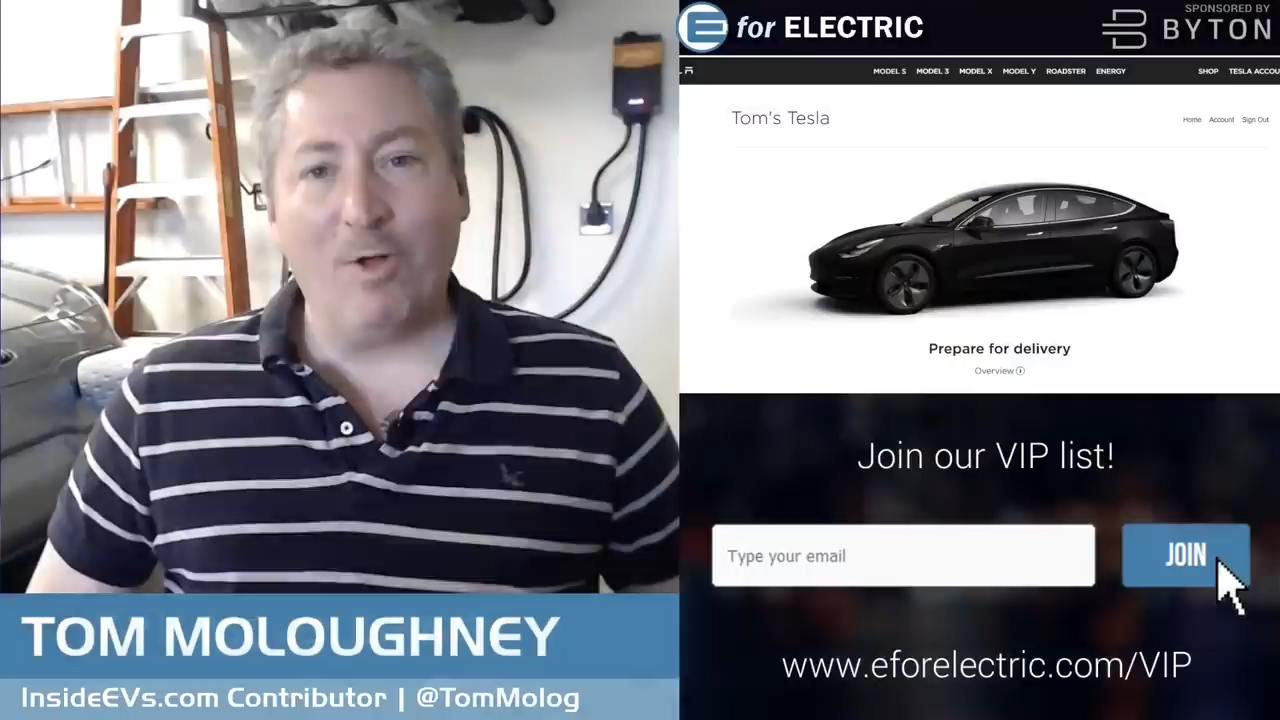 E for ELECTRIC
SPONSORED BY
BYTON
MODEL S MODEL 3 MODEL X MODEL Y ROADSTER ENERGY SHOP TESLA ACCOU
Tom's Tesla
Home Account Sign Out
Prepare for delivery
Overview
Join our VIP list!
Type your email
JOIN
www.eforelectric.com/VIP
TOM MOLOUGHNEY
InsideEVs.com Contributor | @TomMolog